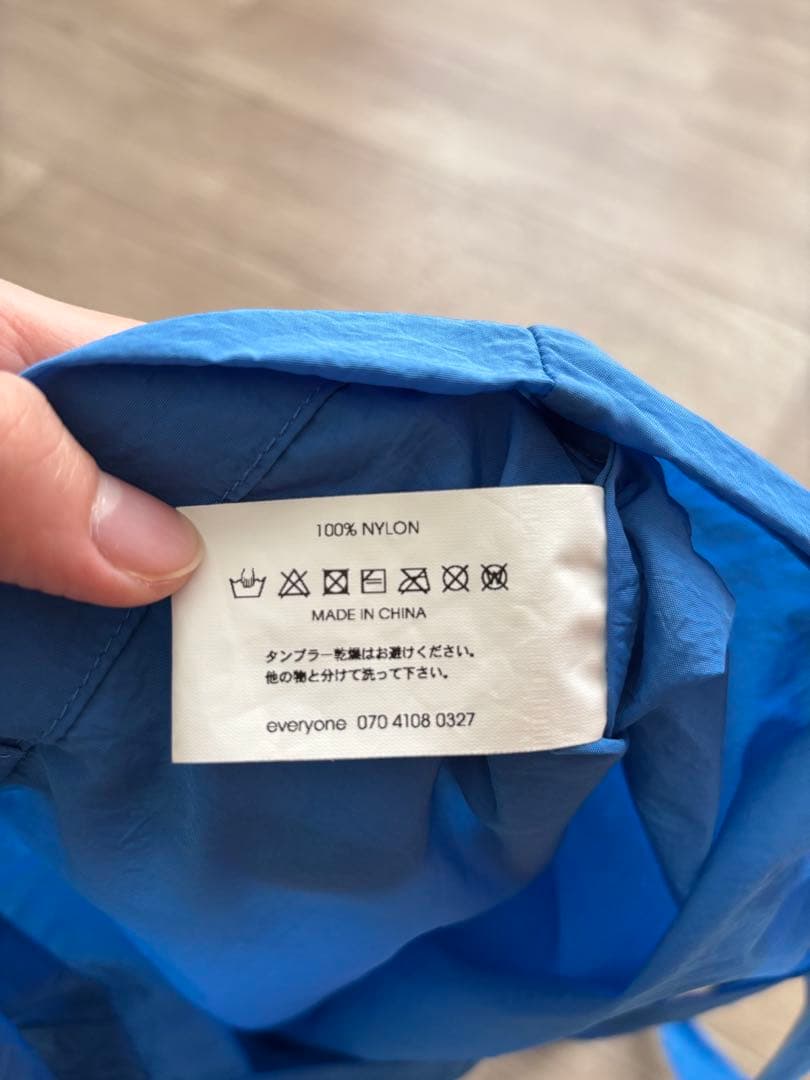 100% NYLON
MADE IN CHINA
タンブラー乾燥はお避けください。
他の物と分けて洗って下さい。
everyone 070 4108 0327